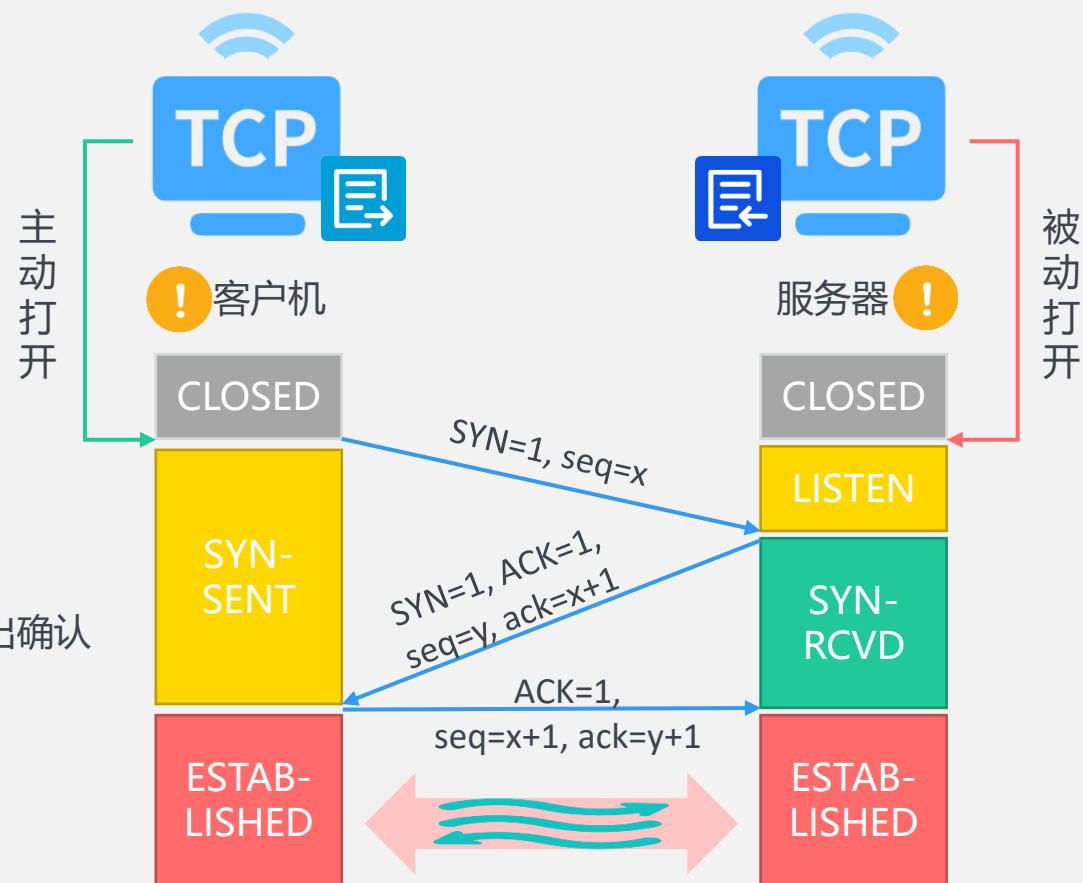 TCP
TCP
主动打开
被动打开
!
客户机
服务器
!
CLOSED
CLOSED
SYN=1, seq=x
LISTEN
SYN-
SENT
SYN=1, ACK=1,
seq=y, ack=x+1
SYN-
RCVD
出确认
ACK=1,
seq=x+1, ack=y+1
ESTAB-
LISHED
ESTAB-
LISHED